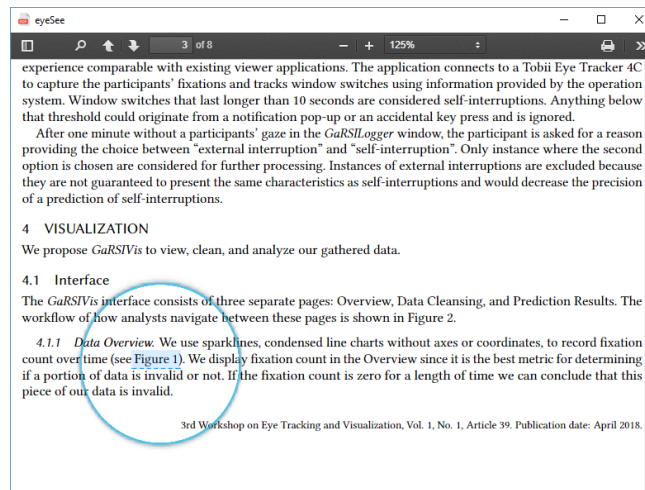 eyeSee
3 of 8
125%
experience comparable with existing viewer applications. The application connects to a Tobii Eye Tracker 4C
to capture the participants' fixations and tracks window switches using information provided by the operation
system. Window switches that last longer than 10 seconds are considered self-interruptions. Anything below
that threshold could originate from a notification pop-up or an accidental key press and is ignored.
After one minute without a participants' gaze in the GaRSILogger window, the participant is asked for a reason
providing the choice between “external interruption” and “self-interruption”. Only instance where the second
option is chosen are considered for further processing. Instances of external interruptions are excluded because
they are not guaranteed to present the same characteristics as self-interruptions and would decrease the precision
of a prediction of self-interruptions.
4 VISUALIZATION
We propose GaRSIVis to view, clean, and analyze our gathered data.
4.1 Interface
The GaRSIVis interface consists of three separate pages: Overview, Data Cleansing, and Prediction Results. The
workflow of how analysts navigate between these pages is shown in Figure 2.
4.1.1 Data Overview. We use sparklines, condensed line charts without axes or coordinates, to record fixation
count over time (see Figure 1). We display fixation count in the Overview since it is the best metric for determining
if a portion of data is invalid or not. If the fixation count is zero for a length of time we can conclude that this
piece of our data is invalid.
3rd Workshop on Eye Tracking and Visualization, Vol. 1, No. 1, Article 39. Publication date: April 2018.